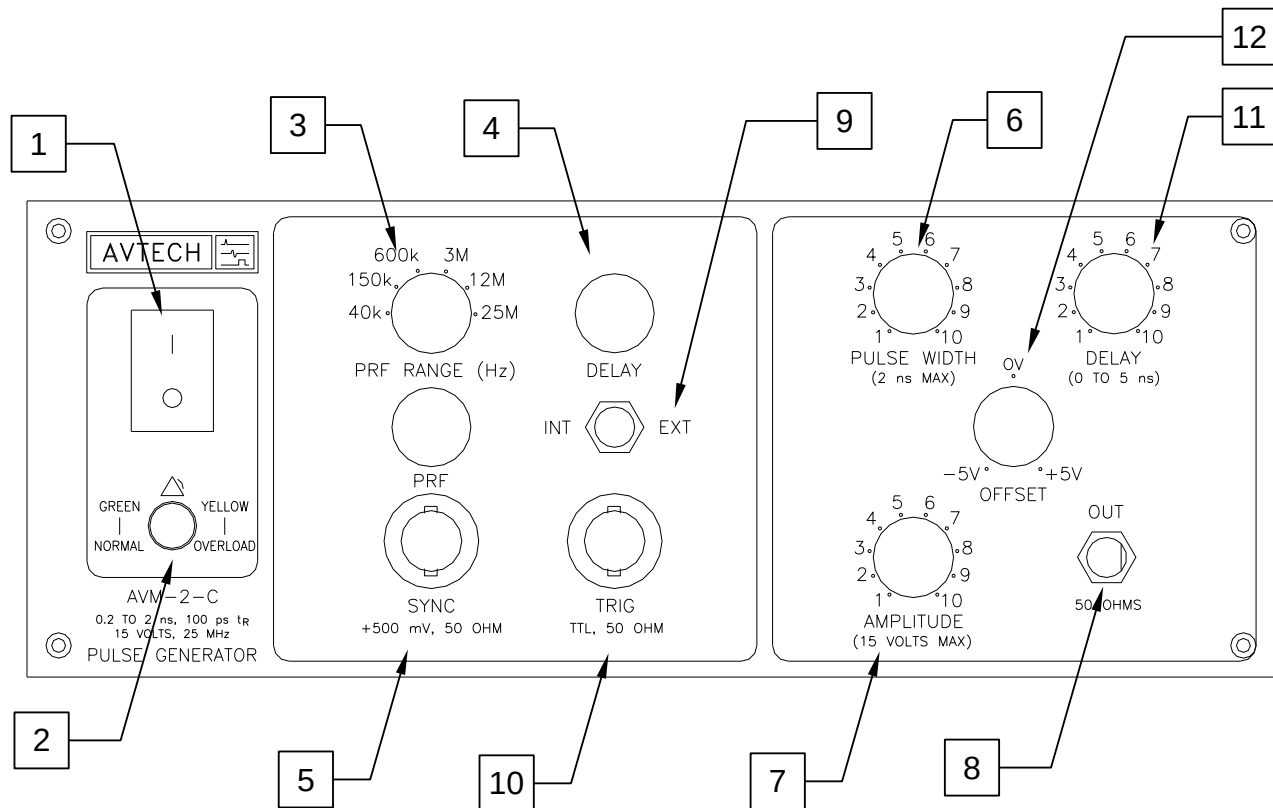 12
1
3
4
9
6
11
AVTECH
GREEN
NORMAL
YELLOW
OVERLOAD
AVM-2-C
0.2 TO 2 ns, 100 ps tR
15 VOLTS, 25 MHz
PULSE GENERATOR
40k 150k 600k 3M 12M 25M
PRF RANGE (Hz)
DELAY
INT EXT
PRF
SYNC
+500 mV, 50 OHM
TRIG
TTL, 50 OHM
1 2 3 4 5 6 7 8 9 10
PULSE WIDTH
(2 ns MAX)
1 2 3 4 5 6 7 8 9 10
DELAY
(0 TO 5 ns)
0V
-5V +5V
OFFSET
1 2 3 4 5 6 7 8 9 10
AMPLITUDE
(15 VOLTS MAX)
OUT
50 OHMS
2
5
10
7
8